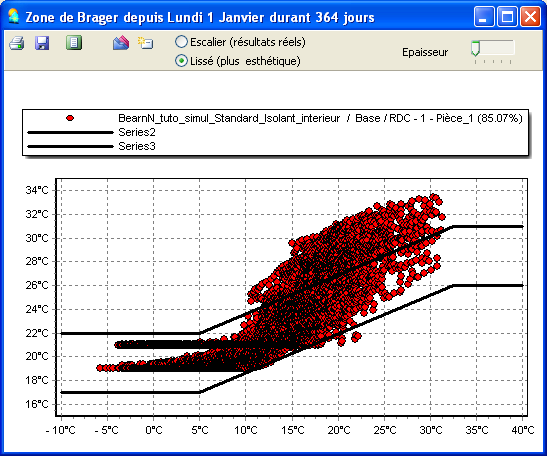 Zone de Brager depuis Lundi 1 Janvier durant 364 jours
Escalier (résultats réels)
Lissé (plus esthétique)
Epaisseur
BearnN_tuto_simul_Standard_Isolant_interieur / Base / RDC - 1 - Pièce_1 (85.07%)
Series2
Series3
34°C
32°C
30°C
28°C
26°C
24°C
22°C
20°C
18°C
16°C
-10°C -5°C 0°C 5°C 10°C 15°C 20°C 25°C 30°C 35°C 40°C